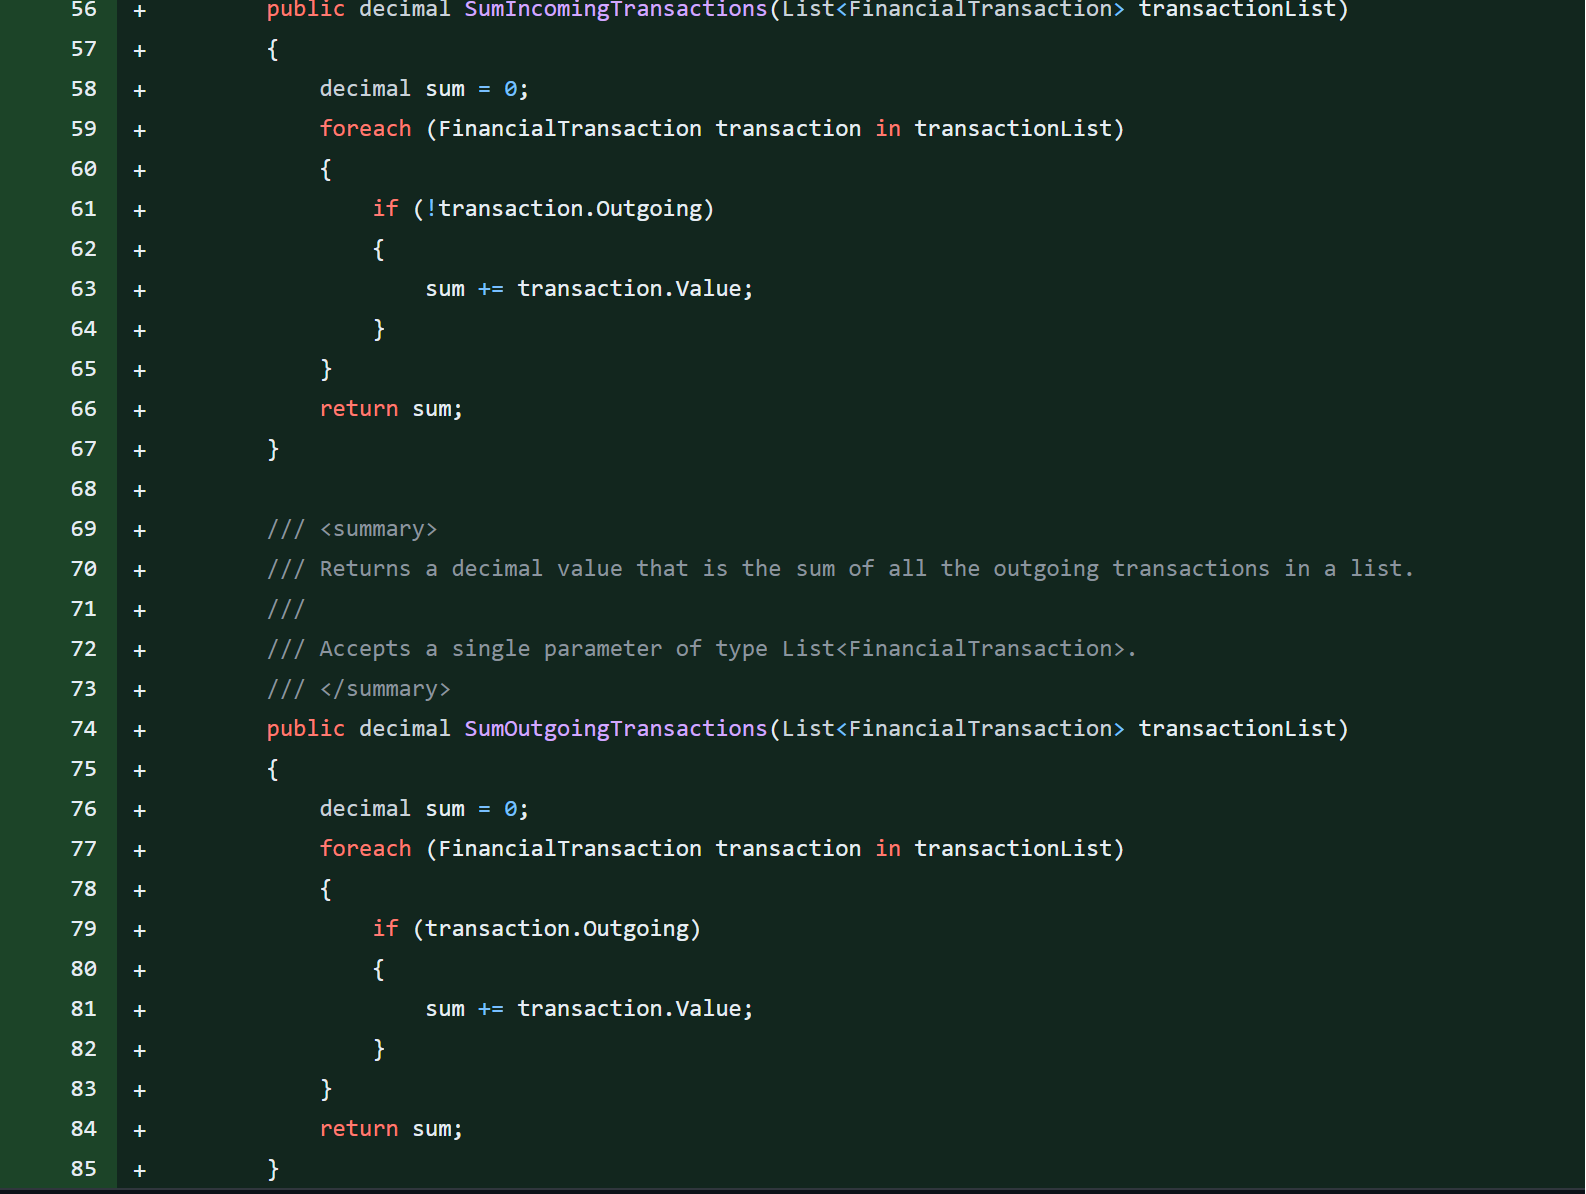 56 + public decimal SumIncomingTransactions(List<FinancialTransaction> transactionList)
57 + {
58 + decimal sum = 0;
59 + foreach (FinancialTransaction transaction in transactionList)
60 + {
61 + if (!transaction.Outgoing)
62 + {
63 + sum += transaction.Value;
64 + }
65 + }
66 + return sum;
67 + }
68 +
69 + /// <summary>
70 + /// Returns a decimal value that is the sum of all the outgoing transactions in a list.
71 + ///
72 + /// Accepts a single parameter of type List<FinancialTransaction>.
73 + /// </summary>
74 + public decimal SumOutgoingTransactions(List<FinancialTransaction> transactionList)
75 + {
76 + decimal sum = 0;
77 + foreach (FinancialTransaction transaction in transactionList)
78 + {
79 + if (transaction.Outgoing)
80 + {
81 + sum += transaction.Value;
82 + }
83 + }
84 + return sum;
85 + }